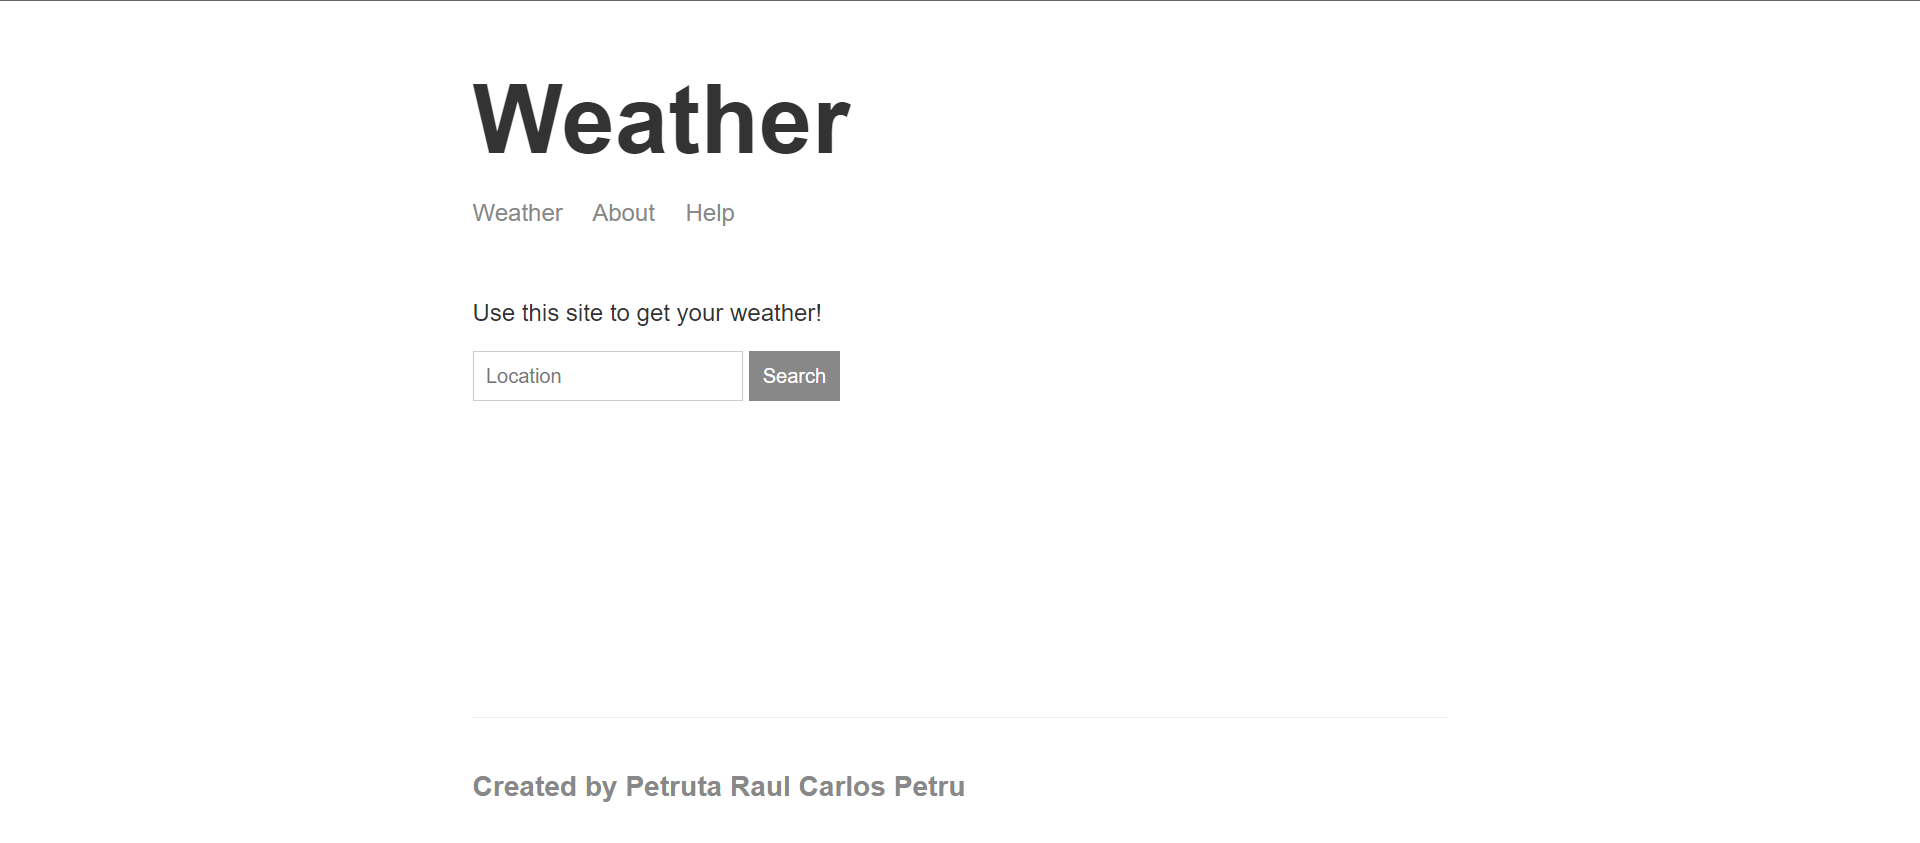 Weather
Weather About Help
Use this site to get your weather!
Location Search
Created by Petruta Raul Carlos Petru